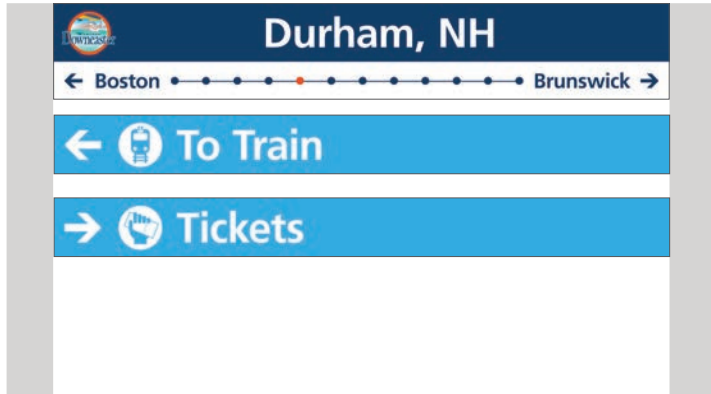 Downeaster
Durham, NH
← Boston Brunswick →
← To Train
→ Tickets